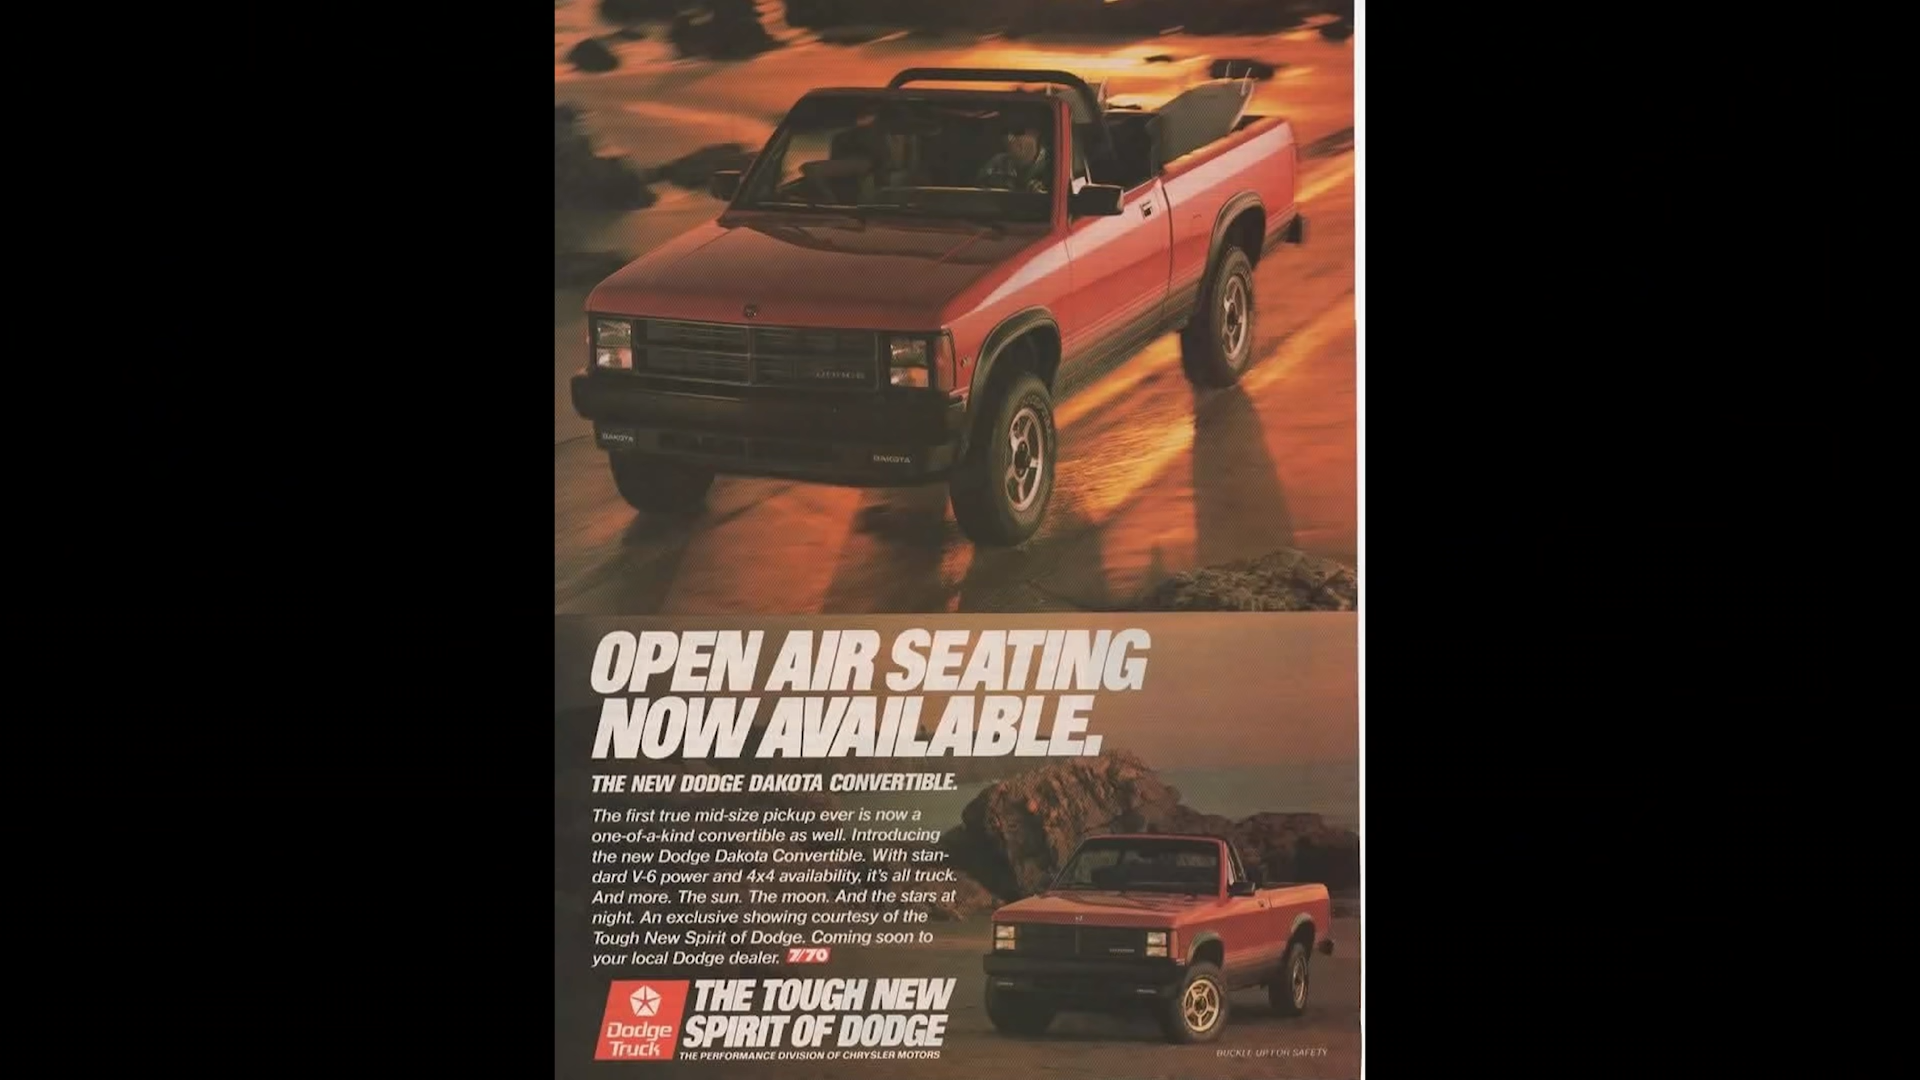 DODGE
DAKOTA
DAKOTA
OPEN AIR SEATING
NOW AVAILABLE.
THE NEW DODGE DAKOTA CONVERTIBLE.
The first true mid-size pickup ever is now a
one-of-a-kind convertible as well. Introducing
the new Dodge Dakota Convertible. With stan-
dard V-6 power and 4x4 availability, it's all truck.
And more. The sun. The moon. And the stars at
night. An exclusive showing courtesy of the
Tough New Spirit of Dodge. Coming soon to
your local Dodge dealer. 7/70
Dodge
Truck
THE TOUGH NEW
SPIRIT OF DODGE
THE PERFORMANCE DIVISION OF CHRYSLER MOTORS
BUCKLE UP FOR SAFETY